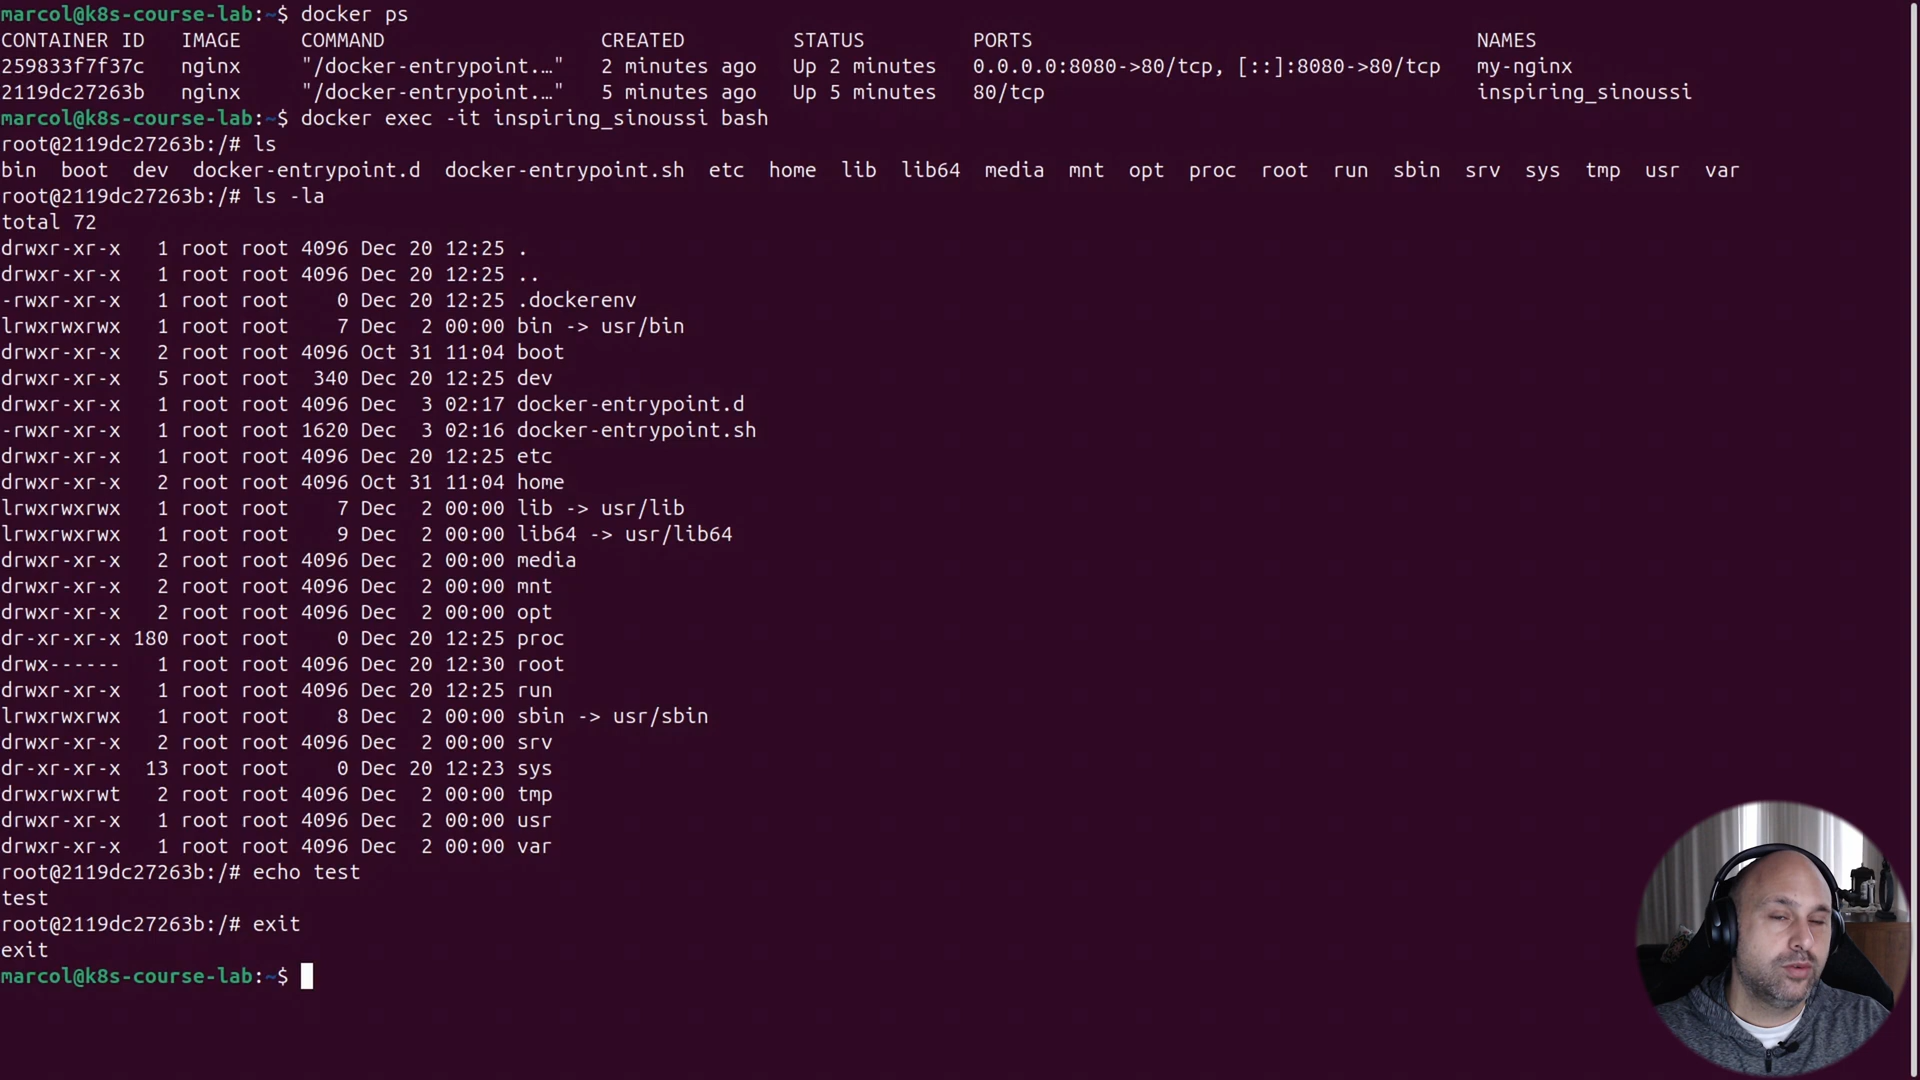 marcol@k8s-course-lab:~$ docker ps
CONTAINER ID   IMAGE     COMMAND                  CREATED         STATUS         PORTS                                     NAMES
259833f7f37c   nginx     "/docker-entrypoint.…"   2 minutes ago   Up 2 minutes   0.0.0.0:8080->80/tcp, [::]:8080->80/tcp   my-nginx
2119dc27263b   nginx     "/docker-entrypoint.…"   5 minutes ago   Up 5 minutes   80/tcp                                    inspiring_sinoussi
marcol@k8s-course-lab:~$ docker exec -it inspiring_sinoussi bash
root@2119dc27263b:/# ls
bin  boot  dev  docker-entrypoint.d  docker-entrypoint.sh  etc  home  lib  lib64  media  mnt  opt  proc  root  run  sbin  srv  sys  tmp  usr  var
root@2119dc27263b:/# ls -la
total 72
drwxr-xr-x   1 root root 4096 Dec 20 12:25 .
drwxr-xr-x   1 root root 4096 Dec 20 12:25 ..
-rwxr-xr-x   1 root root    0 Dec 20 12:25 .dockerenv
lrwxrwxrwx   1 root root    7 Dec  2 00:00 bin -> usr/bin
drwxr-xr-x   2 root root 4096 Oct 31 11:04 boot
drwxr-xr-x   5 root root  340 Dec 20 12:25 dev
drwxr-xr-x   1 root root 4096 Dec  3 02:17 docker-entrypoint.d
-rwxr-xr-x   1 root root 1620 Dec  3 02:16 docker-entrypoint.sh
drwxr-xr-x   1 root root 4096 Dec 20 12:25 etc
drwxr-xr-x   2 root root 4096 Oct 31 11:04 home
lrwxrwxrwx   1 root root    7 Dec  2 00:00 lib -> usr/lib
lrwxrwxrwx   1 root root    9 Dec  2 00:00 lib64 -> usr/lib64
drwxr-xr-x   2 root root 4096 Dec  2 00:00 media
drwxr-xr-x   2 root root 4096 Dec  2 00:00 mnt
drwxr-xr-x   2 root root 4096 Dec  2 00:00 opt
dr-xr-xr-x 180 root root    0 Dec 20 12:25 proc
drwx------   1 root root 4096 Dec 20 12:30 root
drwxr-xr-x   1 root root 4096 Dec 20 12:25 run
lrwxrwxrwx   1 root root    8 Dec  2 00:00 sbin -> usr/sbin
drwxr-xr-x   2 root root 4096 Dec  2 00:00 srv
dr-xr-xr-x  13 root root    0 Dec 20 12:23 sys
drwxrwxrwt   2 root root 4096 Dec  2 00:00 tmp
drwxr-xr-x   1 root root 4096 Dec  2 00:00 usr
drwxr-xr-x   1 root root 4096 Dec  2 00:00 var
root@2119dc27263b:/# echo test
test
root@2119dc27263b:/# exit
exit
marcol@k8s-course-lab:~$